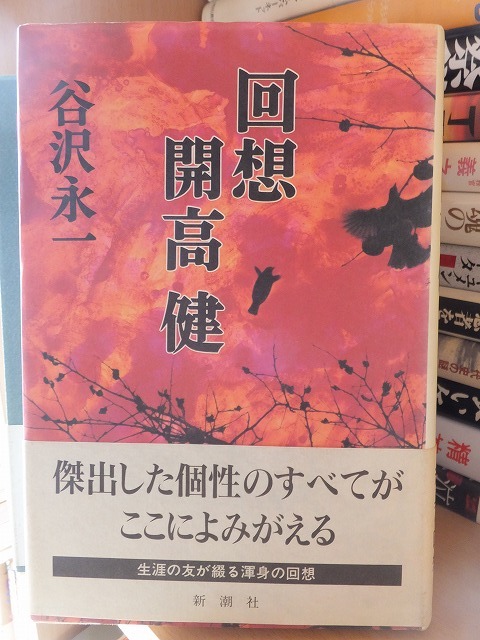 回想
開高 健
谷沢永一
傑出した個性のすべてが
ここによみがえる
生涯の友が綴る渾身の回想
新潮社